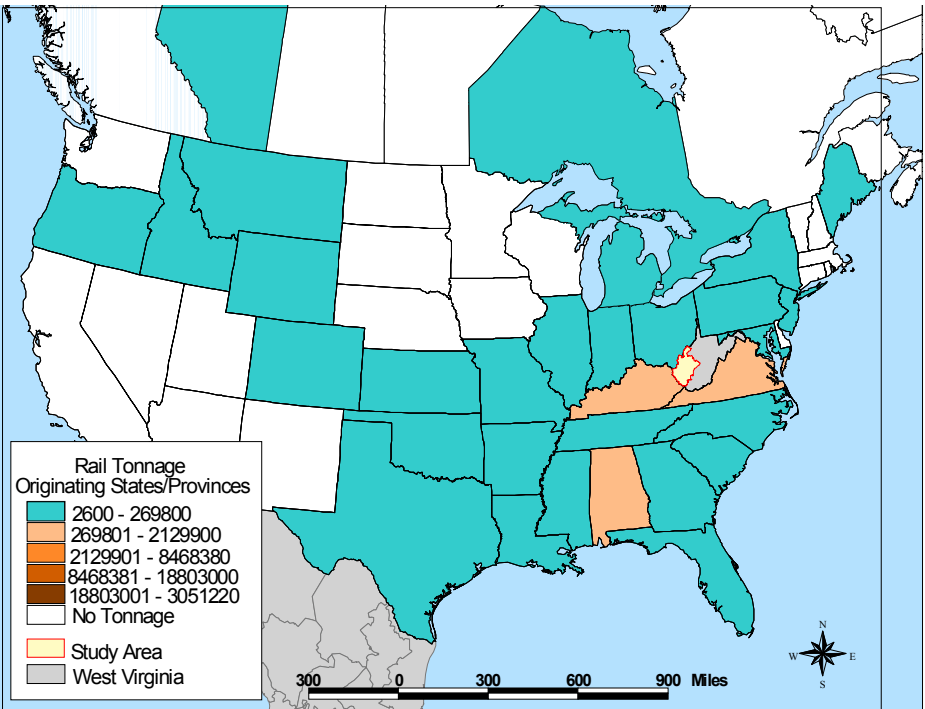 Rail Tonnage
Originating States/Provinces
2600 - 269800
269801 - 2129900
2129901 - 8468380
8468381 - 18803000
18803001 - 3051220
No Tonnage
Study Area
West Virginia
300 0 300 600 900 Miles
N
W E
S